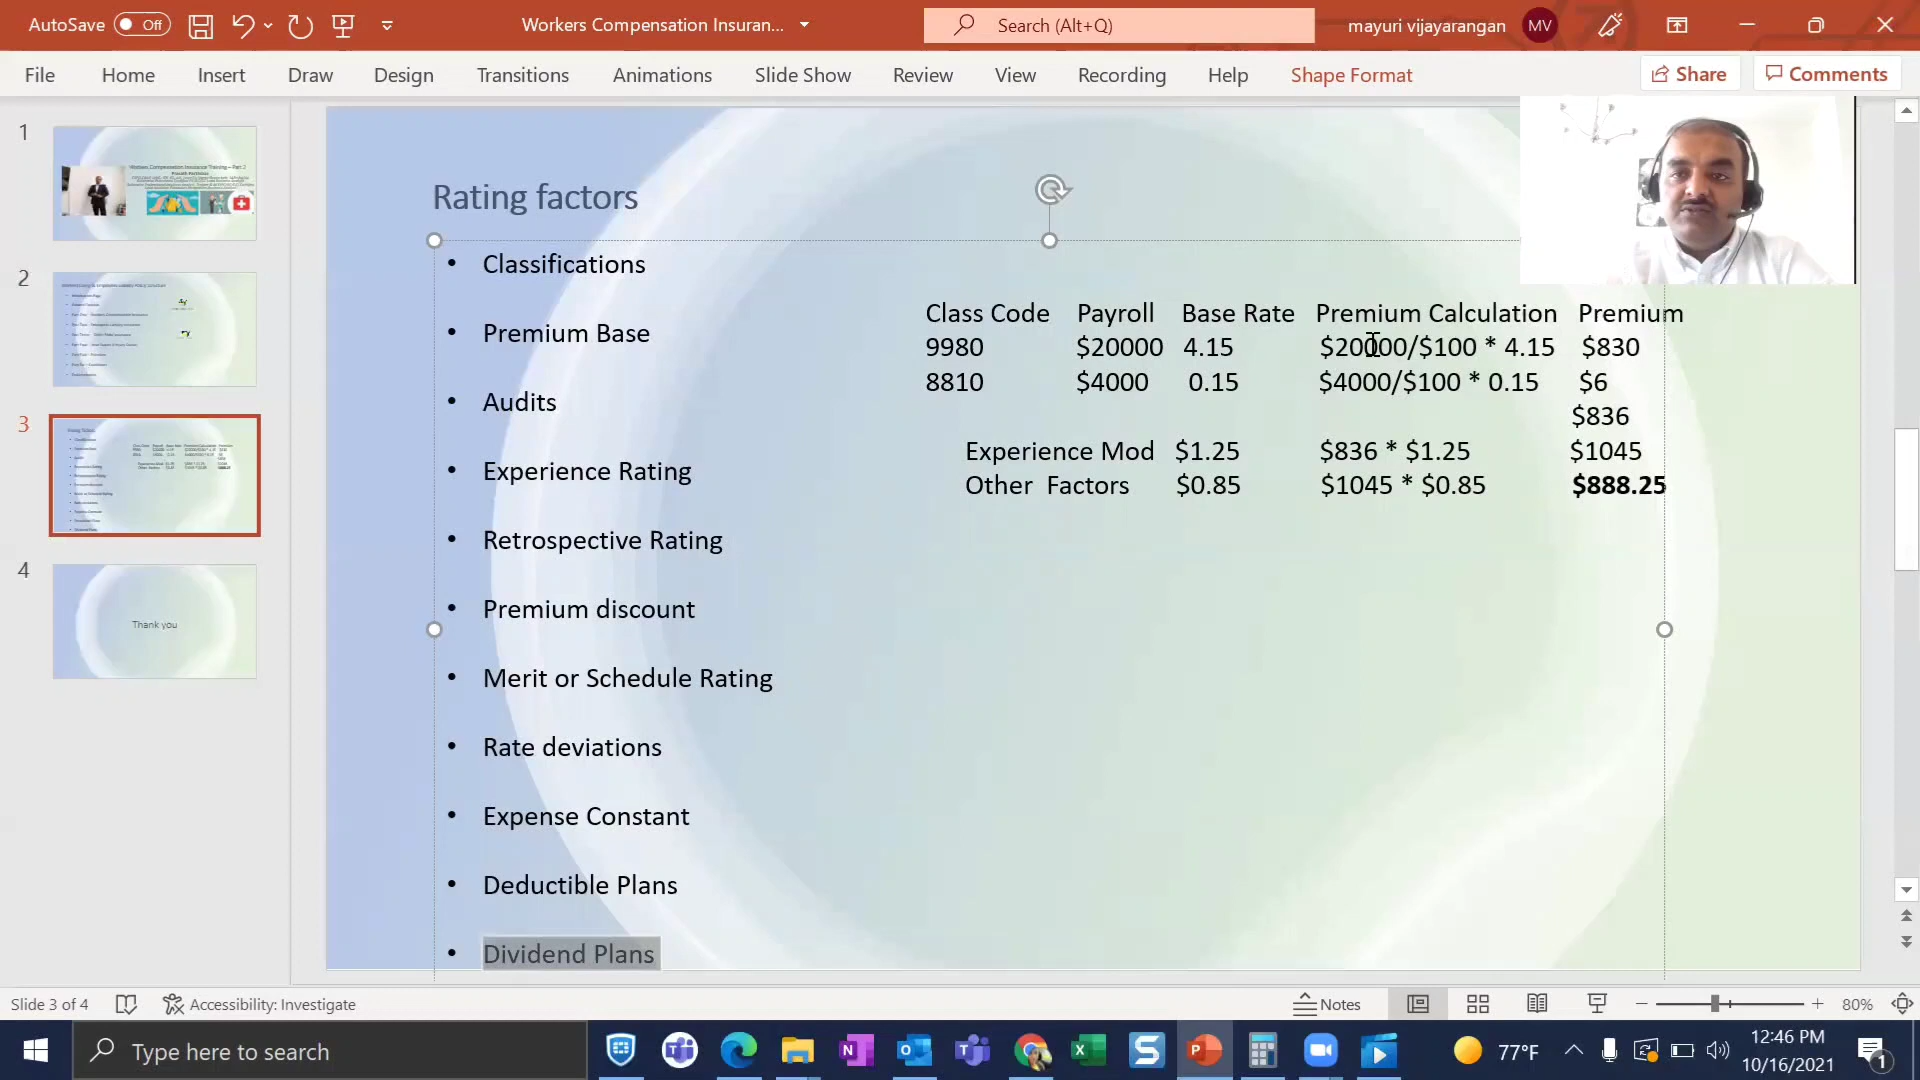 AutoSave Off
Workers Compensation Insuran...
Search (Alt+Q)
mayuri vijayarangan MV
File Home Insert Draw Design Transitions Animations Slide Show Review View Recording Help Shape Format
Share Comments
1
2
3
4
Thank you
Rating factors
• Classifications
• Premium Base
• Audits
• Experience Rating
• Retrospective Rating
• Premium discount
• Merit or Schedule Rating
• Rate deviations
• Expense Constant
• Deductible Plans
• Dividend Plans
Class Code Payroll Base Rate Premium Calculation Premium
9980 $20000 4.15 $20000/$100 * 4.15 $830
8810 $4000 0.15 $4000/$100 * 0.15 $6
$836
Experience Mod $1.25 $836 * $1.25 $1045
Other Factors $0.85 $1045 * $0.85 $888.25
Slide 3 of 4 Accessibility: Investigate Notes 80%
Type here to search
77°F
12:46 PM
10/16/2021
1